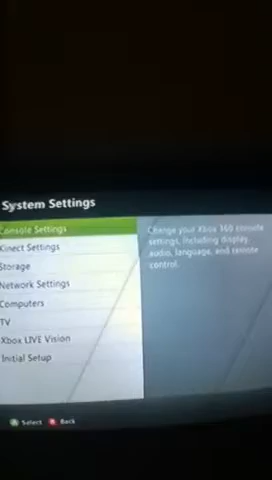 System Settings
Console Settings
Kinect Settings
Storage
Network Settings
Computers
TV
Xbox LIVE Vision
Initial Setup
Change your Xbox 360 console
settings, including display,
audio, language, and remote
control.
A Select B Back